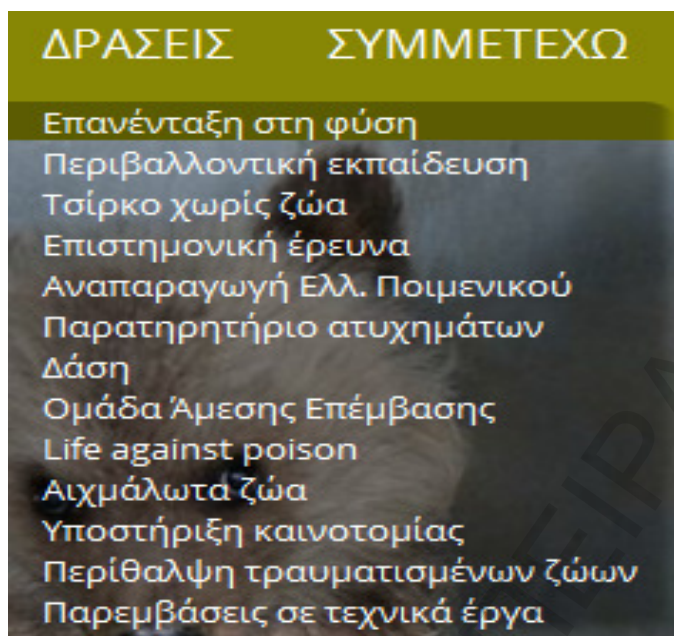 ΔΡΑΣΕΙΣ ΣΥΜΜΕΤΕΧΩ
Επανένταξη στη φύση
Περιβαλλοντική εκπαίδευση
Τσίρκο χωρίς ζώα
Επιστημονική έρευνα
Αναπαραγωγή Ελλ. Ποιμενικού
Παρατηρητήριο ατυχημάτων
Δάση
Ομάδα Άμεσης Επέμβασης
Life against poison
Αιχμάλωτα ζώα
Υποστήριξη καινοτομίας
Περίθαλψη τραυματισμένων ζώων
Παρεμβάσεις σε τεχνικά έργα